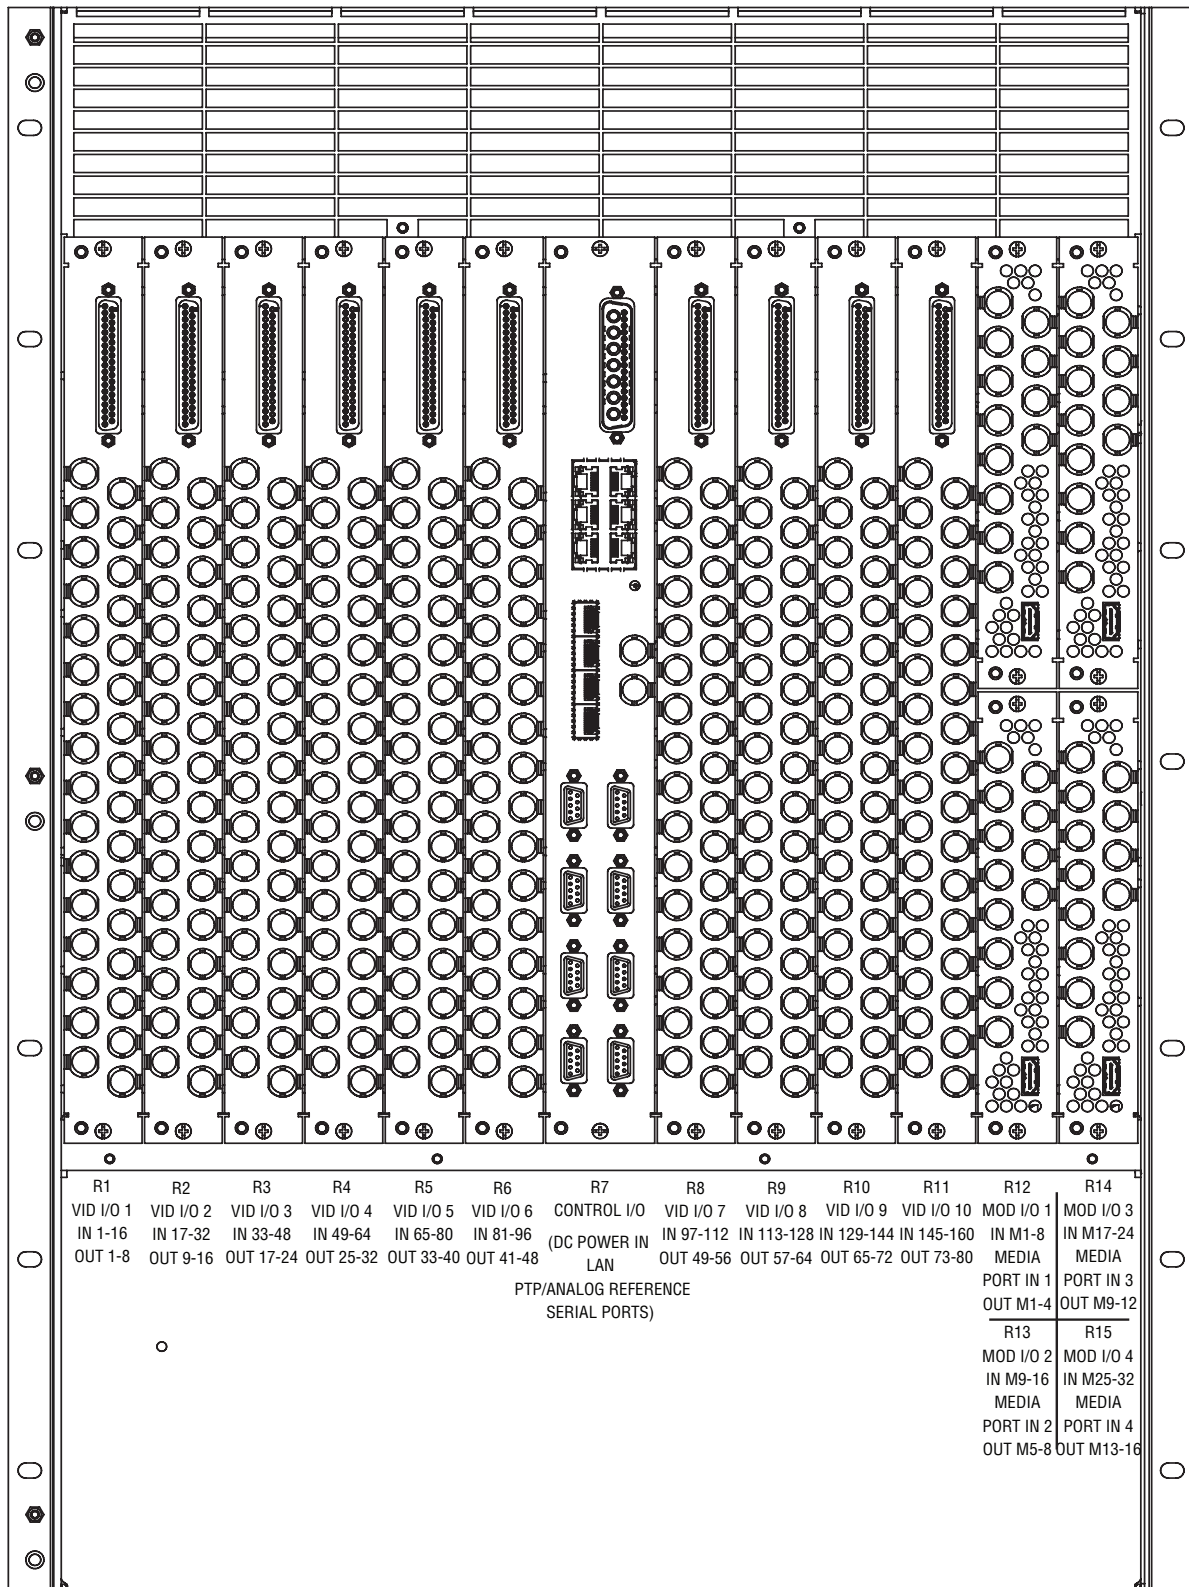 R1
VID I/O 1
IN 1-16
OUT 1-8
R2
VID I/O 2
IN 17-32
OUT 9-16
R3
VID I/O 3
IN 33-48
OUT 17-24
R4
VID I/O 4
IN 49-64
OUT 25-32
R5
VID I/O 5
IN 65-80
OUT 33-40
R6
VID I/O 6
IN 81-96
OUT 41-48
R7
CONTROL I/O
(DC POWER IN
LAN
PTP/ANALOG REFERENCE
SERIAL PORTS)
R8
VID I/O 7
IN 97-112
OUT 49-56
R9
VID I/O 8
IN 113-128
OUT 57-64
R10
VID I/O 9
IN 129-144
OUT 65-72
R11
VID I/O 10
IN 145-160
OUT 73-80
R12
MOD I/O 1
IN M1-8
MEDIA
PORT IN 1
OUT M1-4
R14
MOD I/O 3
IN M17-24
MEDIA
PORT IN 3
OUT M9-12
R13
MOD I/O 2
IN M9-16
MEDIA
PORT IN 2
OUT M5-8
R15
MOD I/O 4
IN M25-32
MEDIA
PORT IN 4
OUT M13-16